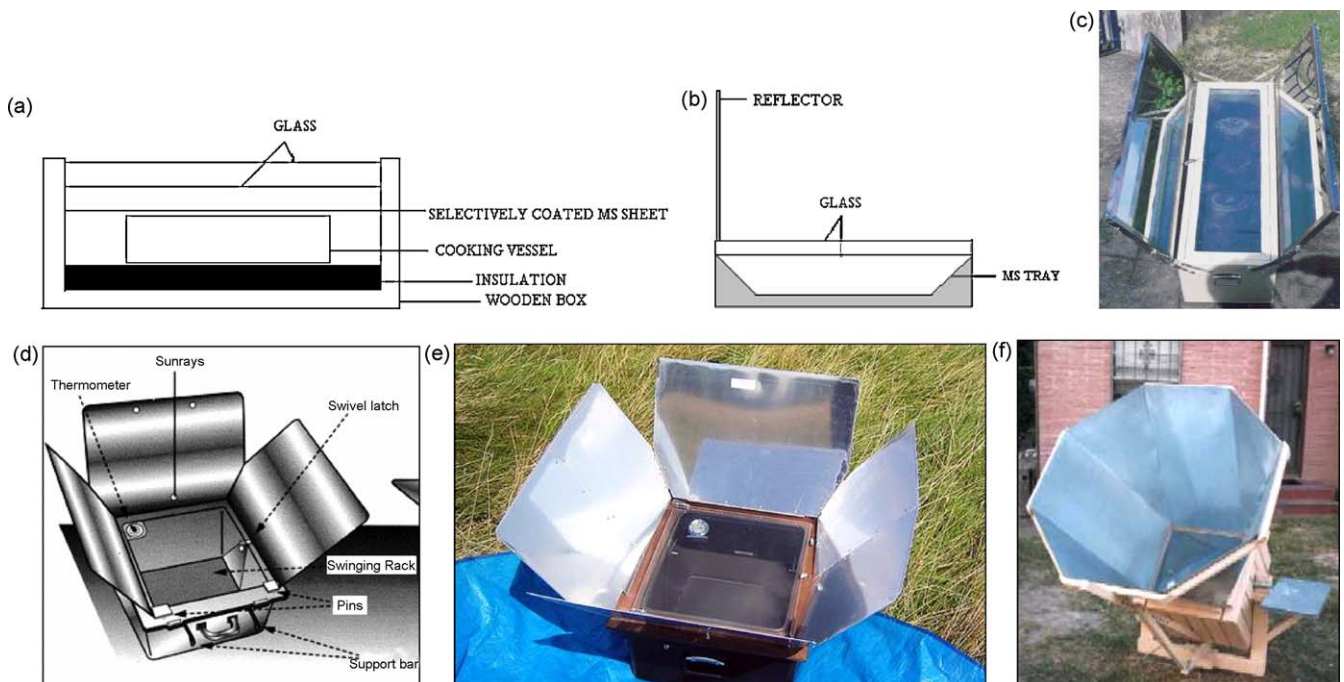 (a)
GLASS
SELECTIVELY COATED MS SHEET
COOKING VESSEL
INSULATION
WOODEN BOX
(b)
REFLECTOR
GLASS
MS TRAY
(c)
(d)
Sunrays
Thermometer
Swivel latch
Swinging Rack
Pins
Support bar
(e)
(f)